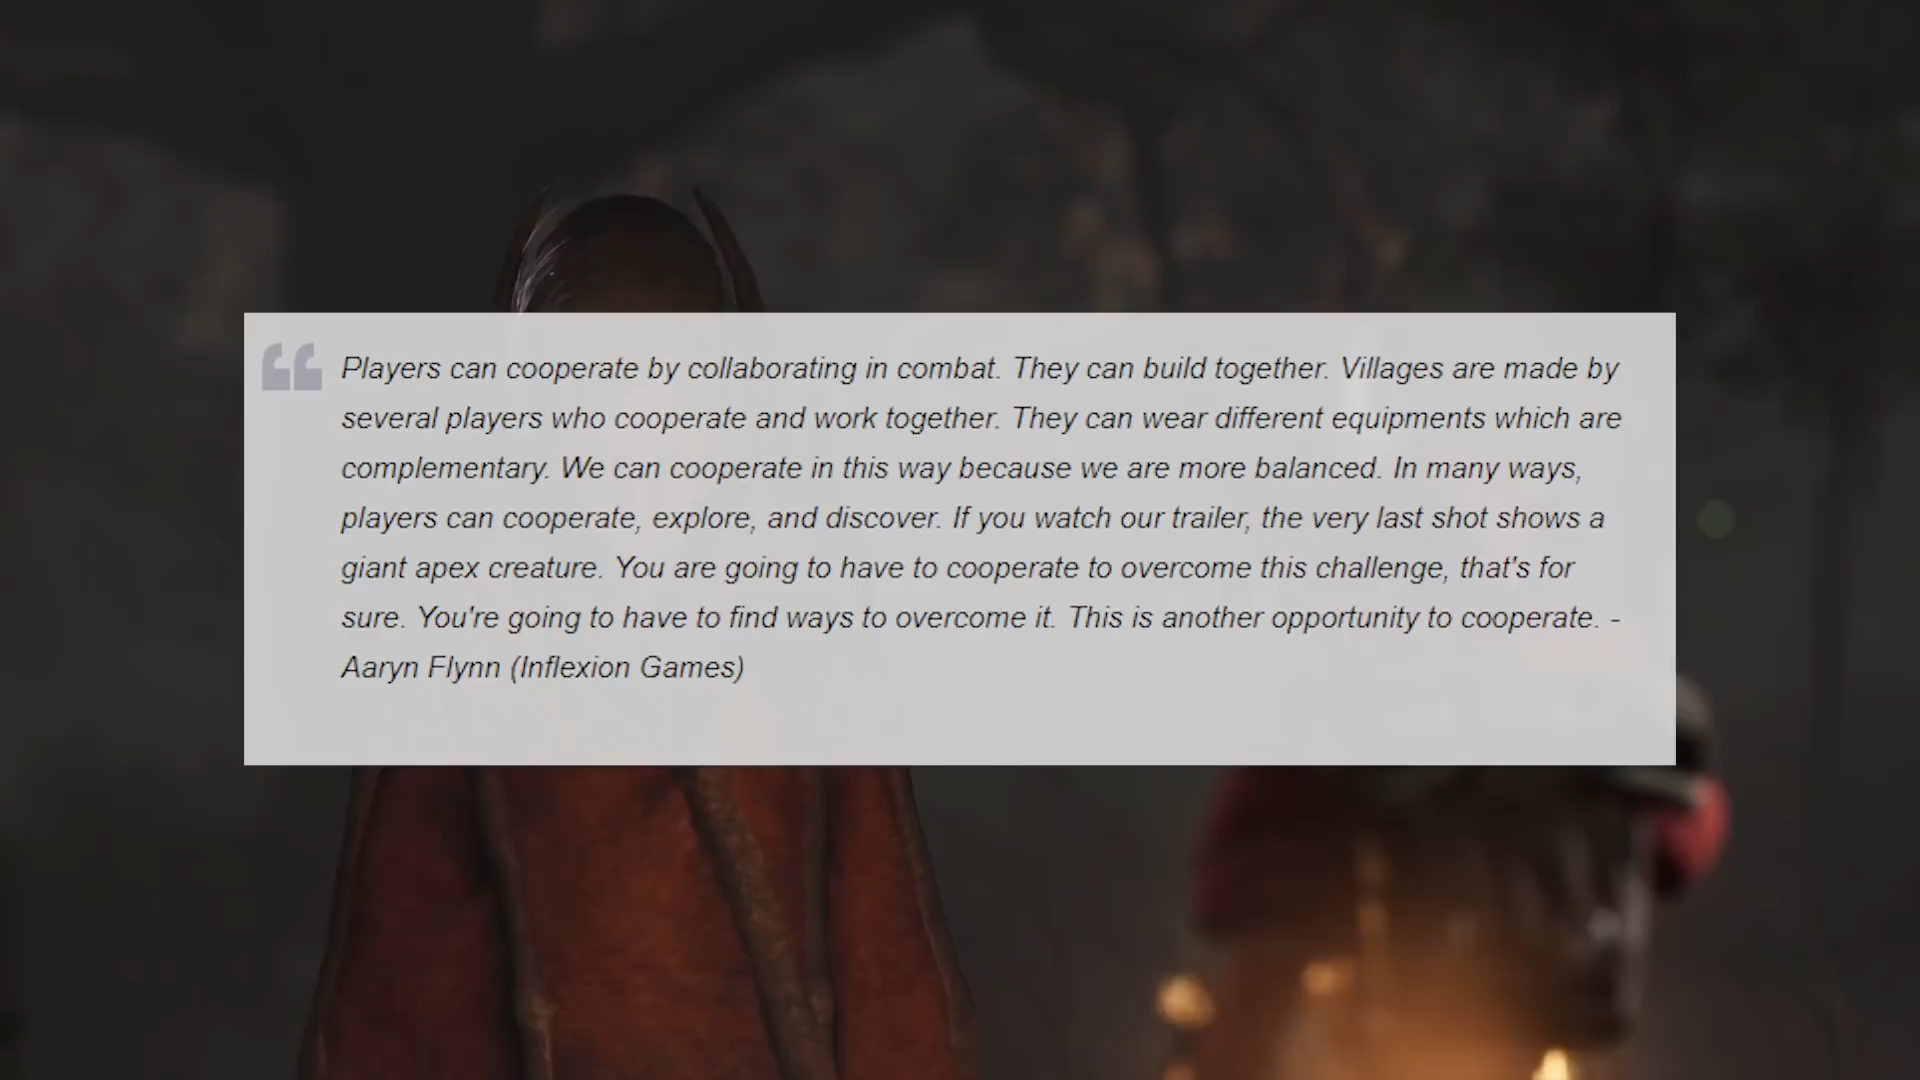 Players can cooperate by collaborating in combat. They can build together. Villages are made by
several players who cooperate and work together. They can wear different equipments which are
complementary. We can cooperate in this way because we are more balanced. In many ways,
players can cooperate, explore, and discover. If you watch our trailer, the very last shot shows a
giant apex creature. You are going to have to cooperate to overcome this challenge, that's for
sure. You're going to have to find ways to overcome it. This is another opportunity to cooperate. -
Aaryn Flynn (Inflexion Games)